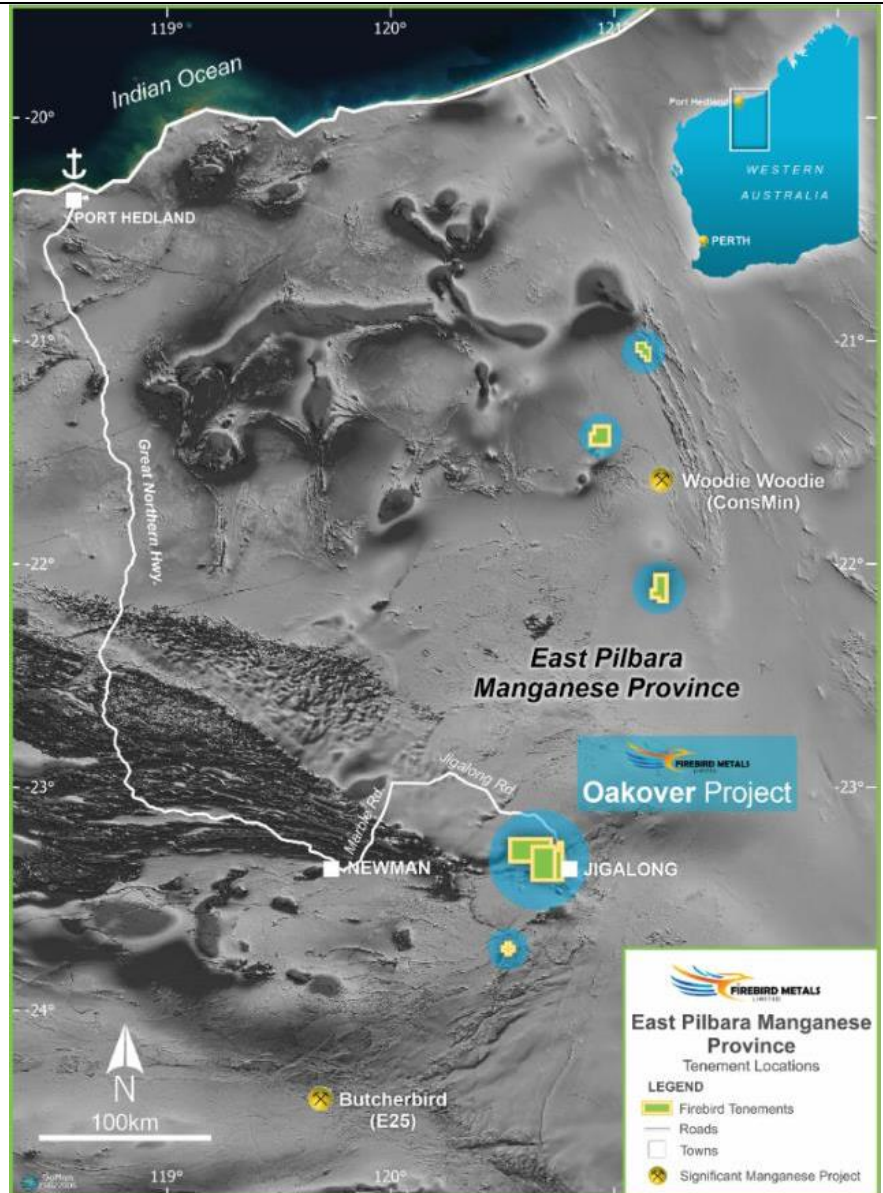 119°
120°
121°
Indian Ocean
-20°
PORT HEDLAND
Port Hedland
WESTERN
AUSTRALIA
PERTH
-21°
Great Northern Hwy.
Woodie Woodie
(ConsMin)
-22°
East Pilbara
Manganese Province
FIREBIRD METALS
LIMITED
Oakover Project
-23°
Jigalong Rd.
Marble Rd.
NEWMAN
JIGALONG
-24°
N
100km
Butcherbird
(E25)
FIREBIRD METALS
LIMITED
East Pilbara Manganese
Province
Tenement Locations
LEGEND
Firebird Tenements
Roads
Towns
Significant Manganese Project
119°
120°